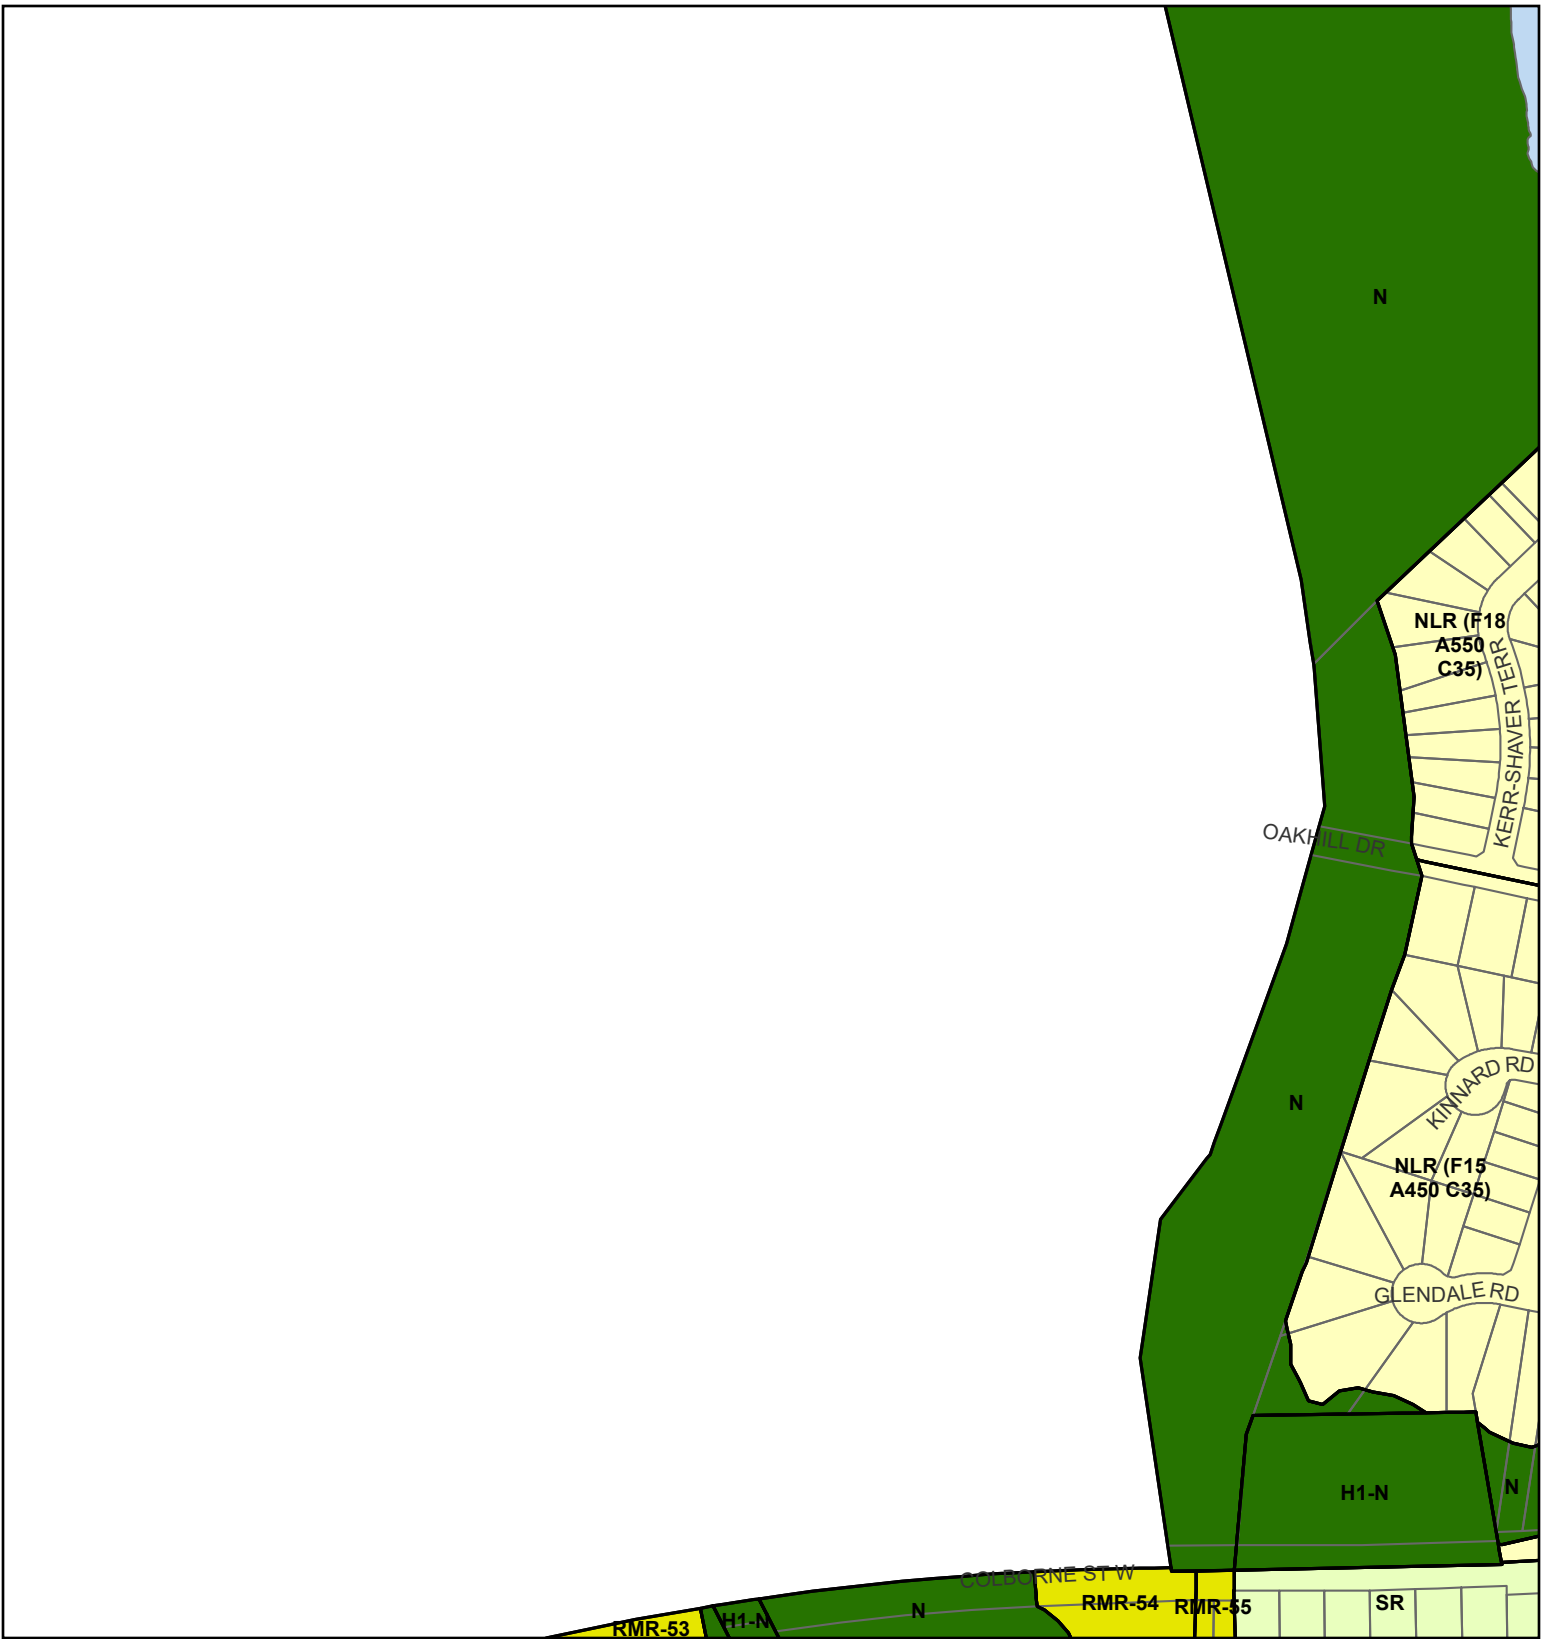 N
NLR (F18
A550
C35)
KERR-SHAVER TERR
OAKHILL DR
KINNARD RD
N
NLR (F15
A450 C35)
GLENDALE RD
H1-N
N
COLBORNE ST W
RMR-54
RMR-55
SR
N
H1-N
RMR-53